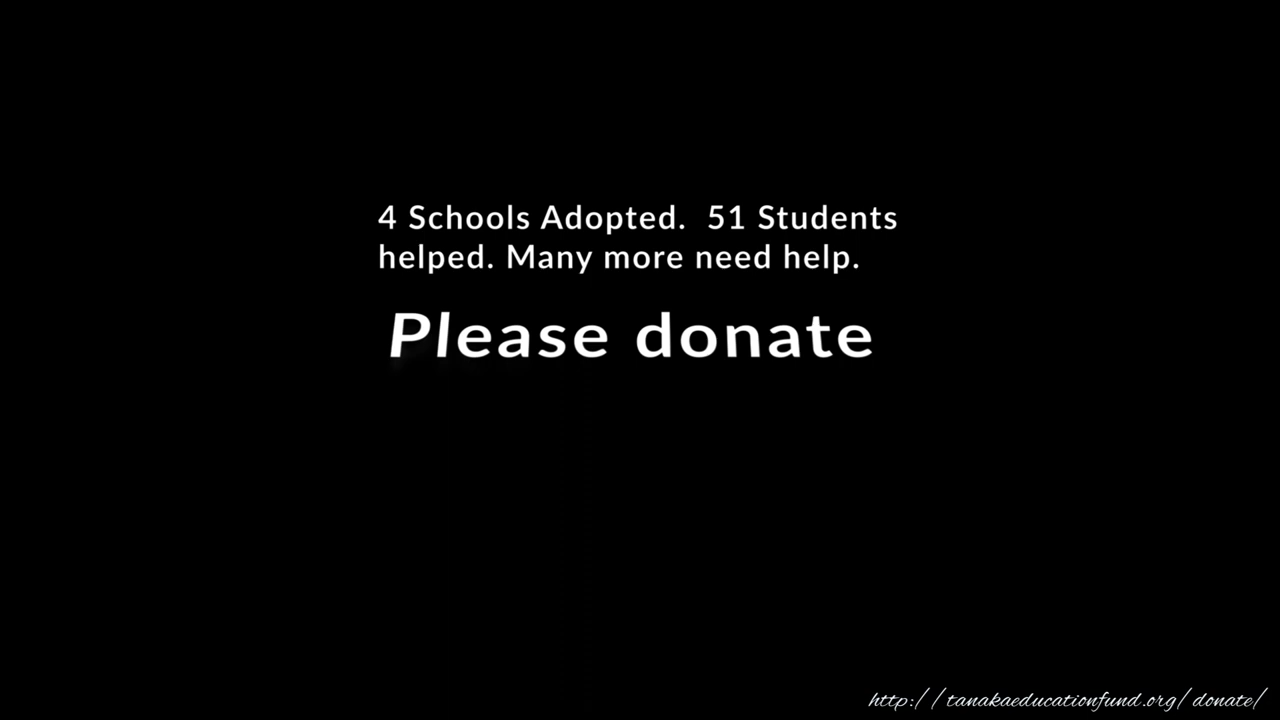 4 Schools Adopted.  51 Students
helped. Many more need help.
Please donate
http://tanakaeducationfund.org/donate/